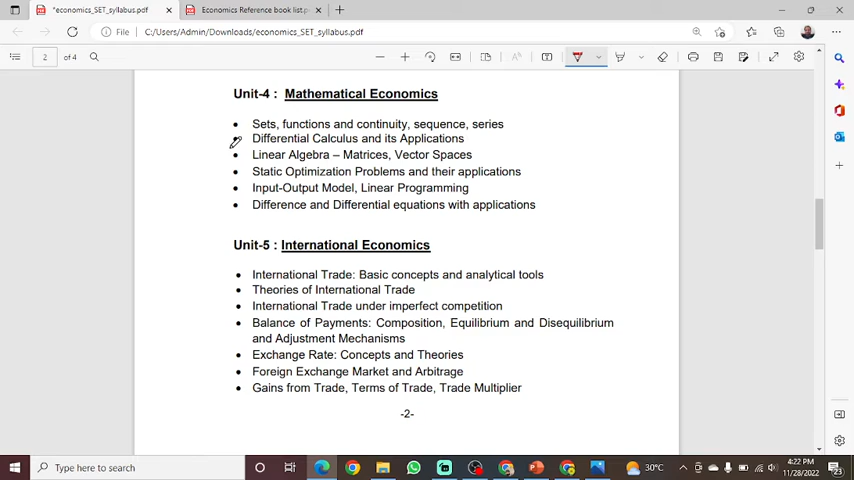 *economics_SET_syllabus.pdf
Economics Reference book list.p
File
C:/Users/Admin/Downloads/economics_SET_syllabus.pdf
2 of 4
Unit-4 : Mathematical Economics
• Sets, functions and continuity, sequence, series
• Differential Calculus and its Applications
• Linear Algebra – Matrices, Vector Spaces
• Static Optimization Problems and their applications
• Input-Output Model, Linear Programming
• Difference and Differential equations with applications
Unit-5 : International Economics
• International Trade: Basic concepts and analytical tools
• Theories of International Trade
• International Trade under imperfect competition
• Balance of Payments: Composition, Equilibrium and Disequilibrium
and Adjustment Mechanisms
• Exchange Rate: Concepts and Theories
• Foreign Exchange Market and Arbitrage
• Gains from Trade, Terms of Trade, Trade Multiplier
-2-
Type here to search
30°C
4:22 PM
11/28/2022
23